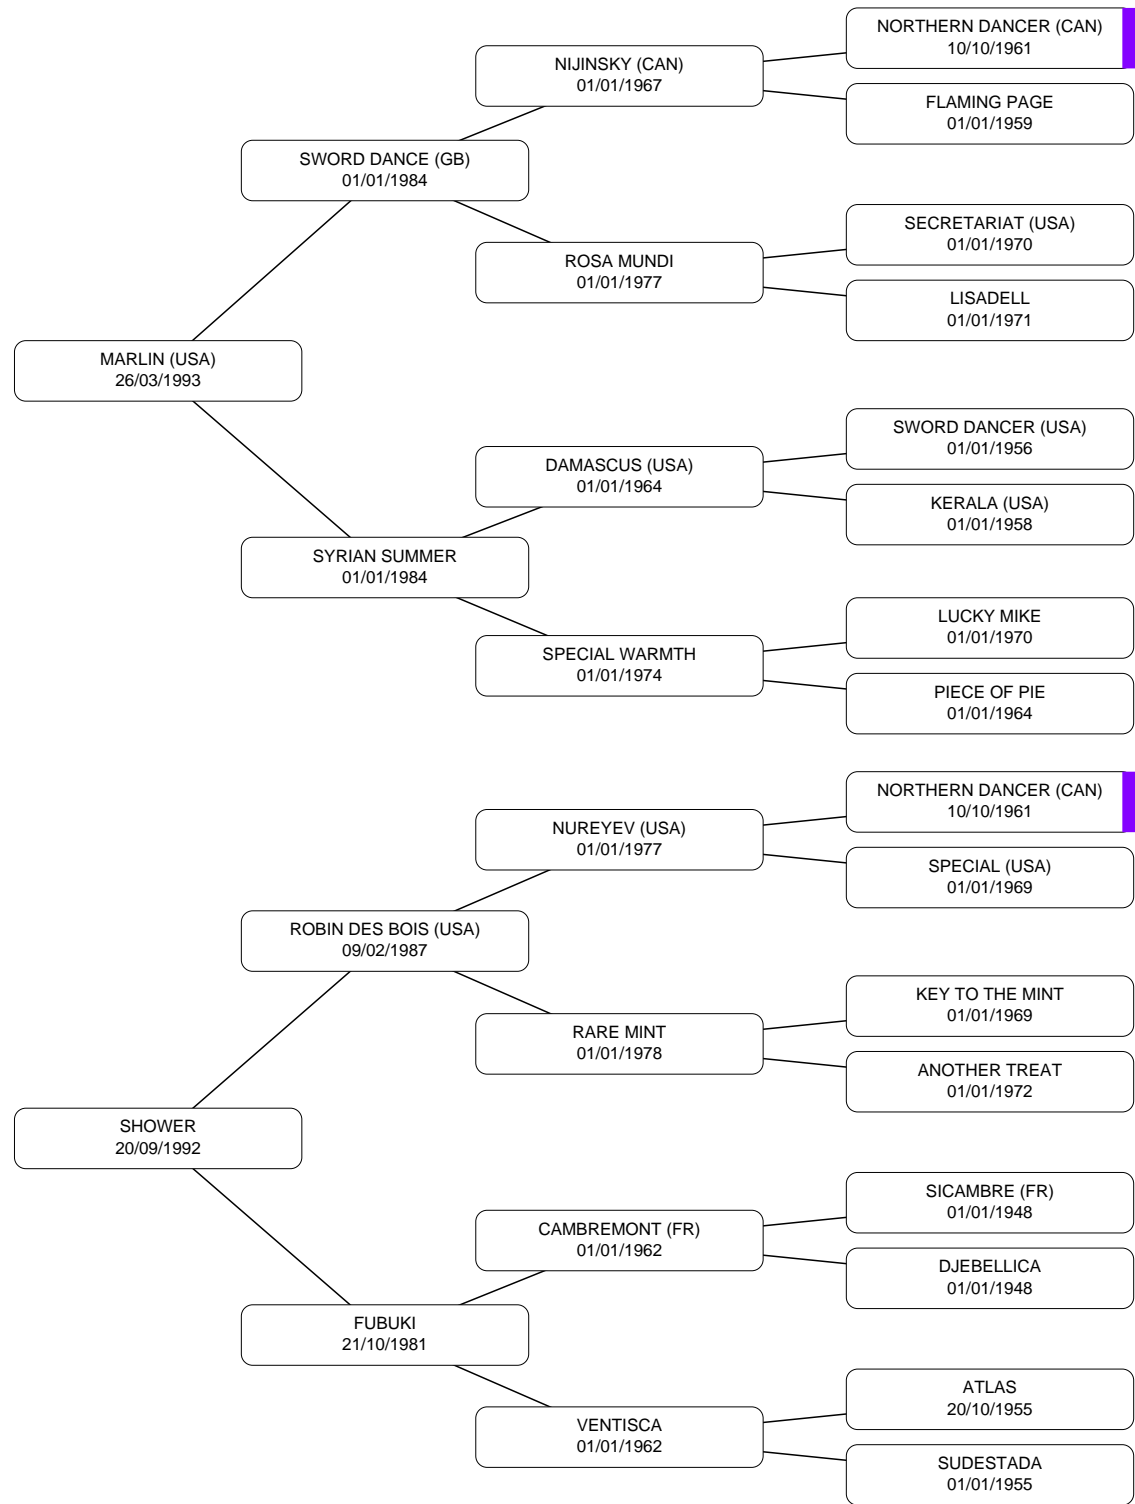 NORTHERN DANCER (CAN)
10/10/1961
NIJINSKY (CAN)
01/01/1967
FLAMING PAGE
01/01/1959
SWORD DANCE (GB)
01/01/1984
SECRETARIAT (USA)
01/01/1970
ROSA MUNDI
01/01/1977
LISADELL
01/01/1971
MARLIN (USA)
26/03/1993
SWORD DANCER (USA)
01/01/1956
DAMASCUS (USA)
01/01/1964
KERALA (USA)
01/01/1958
SYRIAN SUMMER
01/01/1984
LUCKY MIKE
01/01/1970
SPECIAL WARMTH
01/01/1974
PIECE OF PIE
01/01/1964
NORTHERN DANCER (CAN)
10/10/1961
NUREYEV (USA)
01/01/1977
SPECIAL (USA)
01/01/1969
ROBIN DES BOIS (USA)
09/02/1987
KEY TO THE MINT
01/01/1969
RARE MINT
01/01/1978
ANOTHER TREAT
01/01/1972
SHOWER
20/09/1992
SICAMBRE (FR)
01/01/1948
CAMBREMONT (FR)
01/01/1962
DJEBELLICA
01/01/1948
FUBUKI
21/10/1981
ATLAS
20/10/1955
VENTISCA
01/01/1962
SUDESTADA
01/01/1955